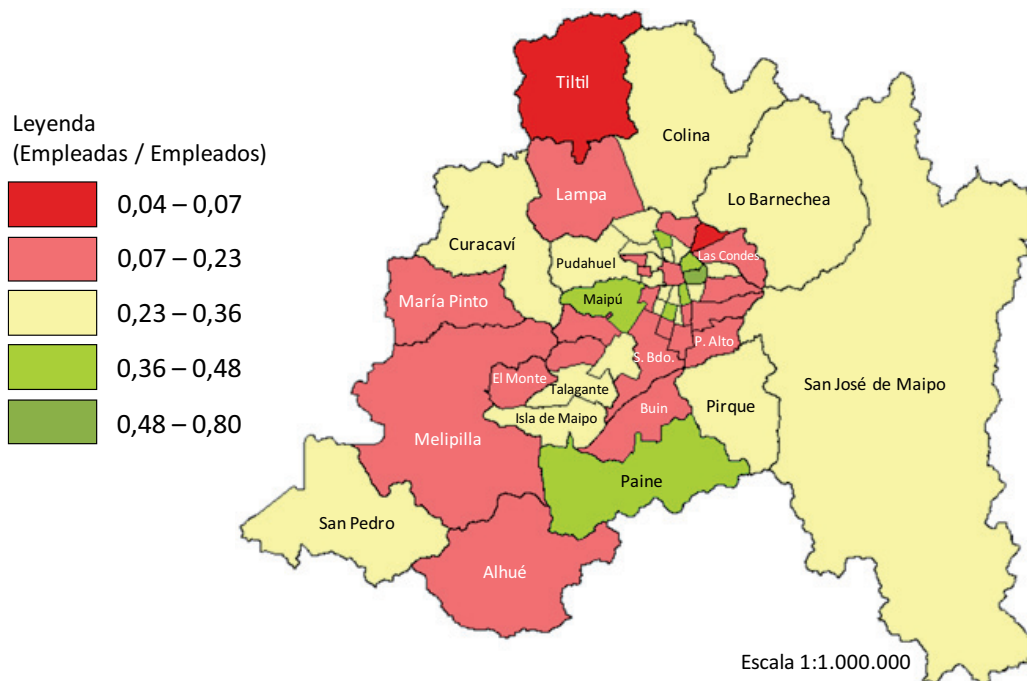 Leyenda
(Empleadas / Empleados)
0,04 – 0,07
0,07 – 0,23
0,23 – 0,36
0,36 – 0,48
0,48 – 0,80
Tiltil
Colina
Lampa
Lo Barnechea
Curacaví
Pudahuel
Las Condes
María Pinto
Maipú
S. Bdo.
P. Alto
El Monte
Talagante
San José de Maipo
Isla de Maipo
Buin
Pirque
Melipilla
Paine
San Pedro
Alhué
Escala 1:1.000.000